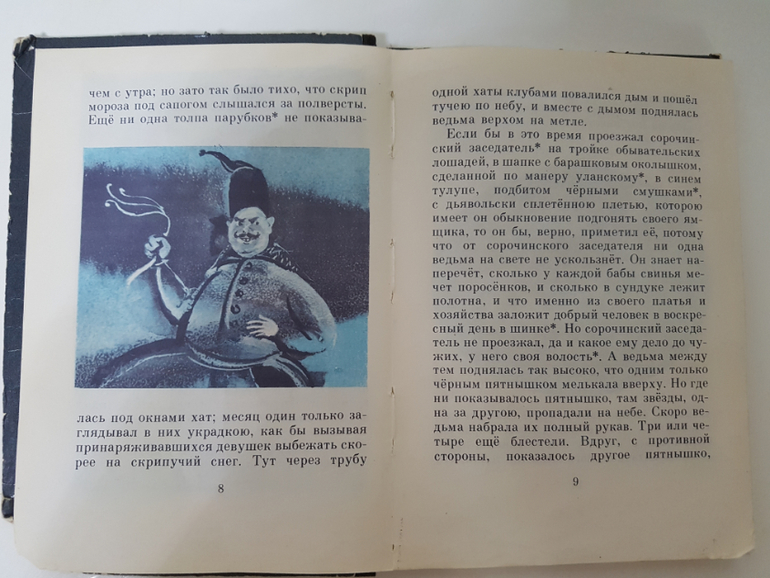 чем с утра; но зато так было тихо, что скрип
мороза под сапогом слышался за полверсты.
Ещё ни одна толпа парубков* не показыва-
лась под окнами хат; месяц один только за-
глядывал в них украдкою, как бы вызывая
принаряживавшихся девушек выбежать ско-
рее на скрипучий снег. Тут через трубу
8
одной хаты клубами повалился дым и пошёл
тучею по небу, и вместе с дымом поднялась
ведьма верхом на метле.
Если бы в это время проезжал сорочин-
ский заседатель* на тройке обывательских
лошадей, в шапке с барашковым околышком,
сделанной по манеру уланскому*, в синем
тулупе, подбитом чёрными смушками*,
с дьявольски сплетённою плетью, которою
имеет он обыкновение подгонять своего ям-
щика, то он бы, верно, приметил её, потому
что от сорочинского заседателя ни одна
ведьма на свете не ускользнёт. Он знает на-
перечёт, сколько у каждой бабы свинья ме-
чет поросёнков, и сколько в сундуке лежит
полотна, и что именно из своего платья и
хозяйства заложит добрый человек в воскрес-
ный день в шинке*. Но сорочинский заседа-
тель не проезжал, да и какое ему дело до чу-
жих, у него своя волость*. А ведьма между
тем поднялась так высоко, что одним только
чёрным пятнышком мелькала вверху. Но где
ни показывалось пятнышко, там звёзды, од-
на за другою, пропадали на небе. Скоро ве-
дьма набрала их полный рукав. Три или че-
тыре ещё блестели. Вдруг, с противной
стороны, показалось другое пятнышко,
9